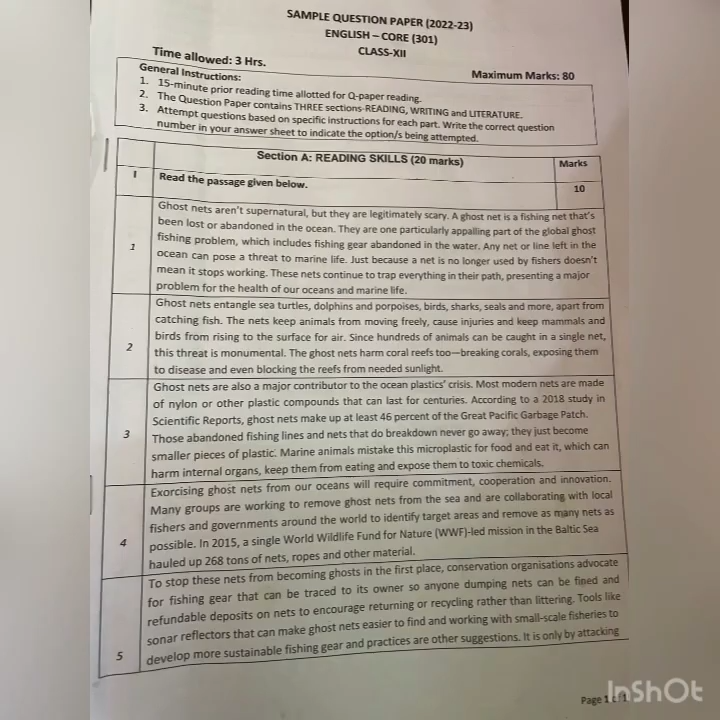 SAMPLE QUESTION PAPER (2022-23)
ENGLISH – CORE (301)
CLASS-XII
Time allowed: 3 Hrs.
Maximum Marks: 80
General Instructions:
1. 15-minute prior reading time allotted for Q-paper reading.
2. The Question Paper contains THREE sections-READING, WRITING and LITERATURE.
3. Attempt questions based on specific instructions for each part. Write the correct question
number in your answer sheet to indicate the option/s being attempted.
Section A: READING SKILLS (20 marks) Marks
I Read the passage given below. 10
Ghost nets aren't supernatural, but they are legitimately scary. A ghost net is a fishing net that's
been lost or abandoned in the ocean. They are one particularly appalling part of the global ghost
fishing problem, which includes fishing gear abandoned in the water. Any net or line left in the
1 ocean can pose a threat to marine life. Just because a net is no longer used by fishers doesn't
mean it stops working. These nets continue to trap everything in their path, presenting a major
problem for the health of our oceans and marine life.
Ghost nets entangle sea turtles, dolphins and porpoises, birds, sharks, seals and more, apart from
catching fish. The nets keep animals from moving freely, cause injuries and keep mammals and
birds from rising to the surface for air. Since hundreds of animals can be caught in a single net,
2 this threat is monumental. The ghost nets harm coral reefs too—breaking corals, exposing them
to disease and even blocking the reefs from needed sunlight.
Ghost nets are also a major contributor to the ocean plastics' crisis. Most modern nets are made
of nylon or other plastic compounds that can last for centuries. According to a 2018 study in
Scientific Reports, ghost nets make up at least 46 percent of the Great Pacific Garbage Patch.
3 Those abandoned fishing lines and nets that do breakdown never go away; they just become
smaller pieces of plastic. Marine animals mistake this microplastic for food and eat it, which can
harm internal organs, keep them from eating and expose them to toxic chemicals.
Exorcising ghost nets from our oceans will require commitment, cooperation and innovation.
Many groups are working to remove ghost nets from the sea and are collaborating with local
fishers and governments around the world to identify target areas and remove as many nets as
4 possible. In 2015, a single World Wildlife Fund for Nature (WWF)-led mission in the Baltic Sea
hauled up 268 tons of nets, ropes and other material.
To stop these nets from becoming ghosts in the first place, conservation organisations advocate
for fishing gear that can be traced to its owner so anyone dumping nets can be fined and
refundable deposits on nets to encourage returning or recycling rather than littering. Tools like
sonar reflectors that can make ghost nets easier to find and working with small-scale fisheries to
5 develop more sustainable fishing gear and practices are other suggestions. It is only by attacking
Page 1
InShOt